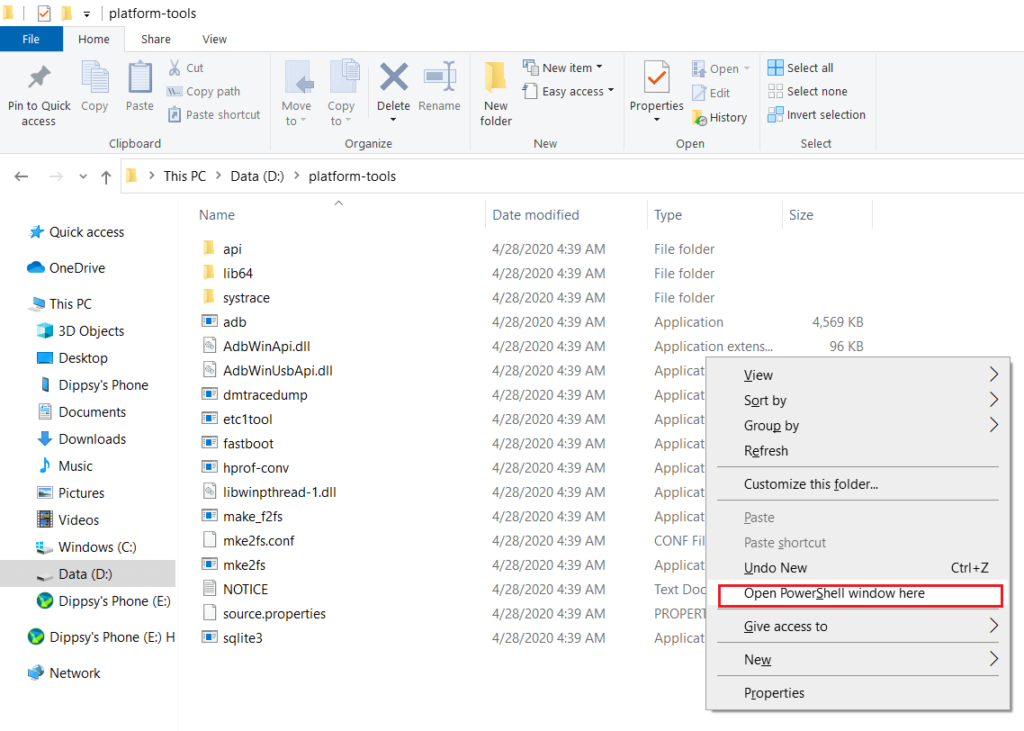 platform-tools
File Home Share View
Pin to Quick access
Copy
Paste
Cut
Copy path
Paste shortcut
Clipboard
Move to
Copy to
Delete
Rename
Organize
New folder
New item
Easy access
New
Properties
Open
Edit
History
Open
Select all
Select none
Invert selection
Select
This PC > Data (D:) > platform-tools
Quick access
OneDrive
This PC
3D Objects
Desktop
Dippsy's Phone
Documents
Downloads
Music
Pictures
Videos
Windows (C:)
Data (D:)
Dippsy's Phone (E:)
Dippsy's Phone (E:) H
Network
Name Date modified Type Size
api 4/28/2020 4:39 AM File folder
lib64 4/28/2020 4:39 AM File folder
systrace 4/28/2020 4:39 AM File folder
adb 4/28/2020 4:39 AM Application 4,569 KB
AdbWinApi.dll 4/28/2020 4:39 AM Application extens... 96 KB
AdbWinUsbApi.dll 4/28/2020 4:39 AM Applicat
dmtracedump 4/28/2020 4:39 AM Applicat
etc1tool 4/28/2020 4:39 AM Applicat
fastboot 4/28/2020 4:39 AM Applicat
hprof-conv 4/28/2020 4:39 AM Applicat
libwinpthread-1.dll 4/28/2020 4:39 AM Applicat
make_f2fs 4/28/2020 4:39 AM Applicat
mke2fs.conf 4/28/2020 4:39 AM CONF Fil
mke2fs 4/28/2020 4:39 AM Applicat
NOTICE 4/28/2020 4:39 AM Text Doc
source.properties 4/28/2020 4:39 AM PROPERT
sqlite3 4/28/2020 4:39 AM Applicat
View
Sort by
Group by
Refresh
Customize this folder...
Paste
Paste shortcut
Undo New Ctrl+Z
Open PowerShell window here
Give access to
New
Properties